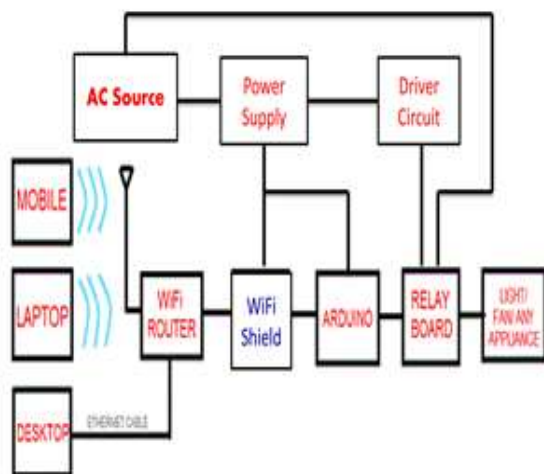 AC Source
Power
Supply
Driver
Circuit
MOBILE
LAPTOP
WiFi
ROUTER
WiFi
Shield
ARDUINO
RELAY
BOARD
LIGHT/
FAN/ANY
APPLIANCE
DESKTOP
ETHERNET CABLE